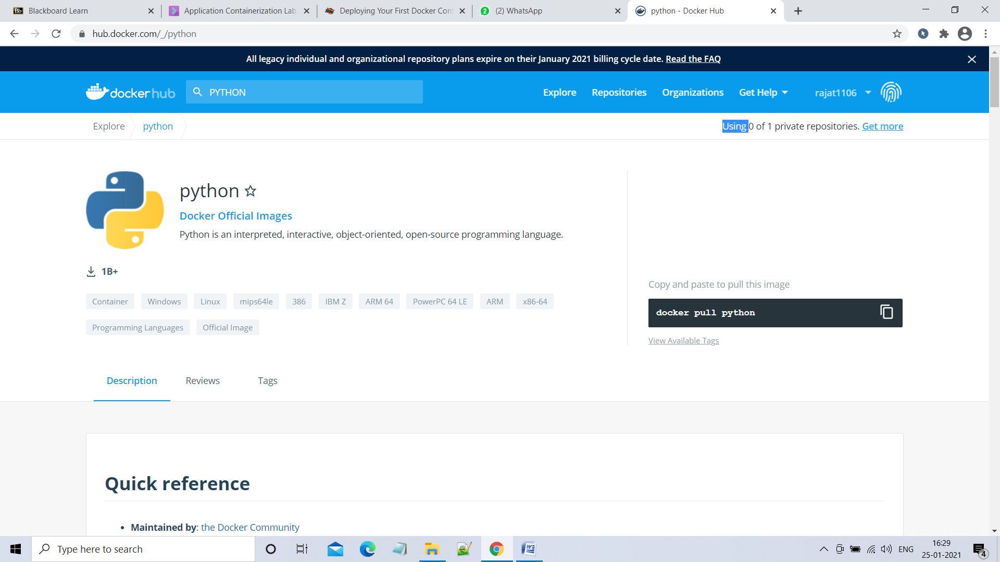 Blackboard Learn
Application Containerization Lab
Deploying Your First Docker Cont
(2) WhatsApp
python - Docker Hub
hub.docker.com/_/python
All legacy individual and organizational repository plans expire on their January 2021 billing cycle date. Read the FAQ
docker hub
PYTHON
Explore
Repositories
Organizations
Get Help
rajat1106
Explore
python
Using 0 of 1 private repositories. Get more
python
Docker Official Images
Python is an interpreted, interactive, object-oriented, open-source programming language.
1B+
Container
Windows
Linux
mips64le
386
IBM Z
ARM 64
PowerPC 64 LE
ARM
x86-64
Programming Languages
Official Image
Copy and paste to pull this image
docker pull python
View Available Tags
Description
Reviews
Tags
Quick reference
• Maintained by: the Docker Community
Type here to search
ENG
16:29
25-01-2021
4